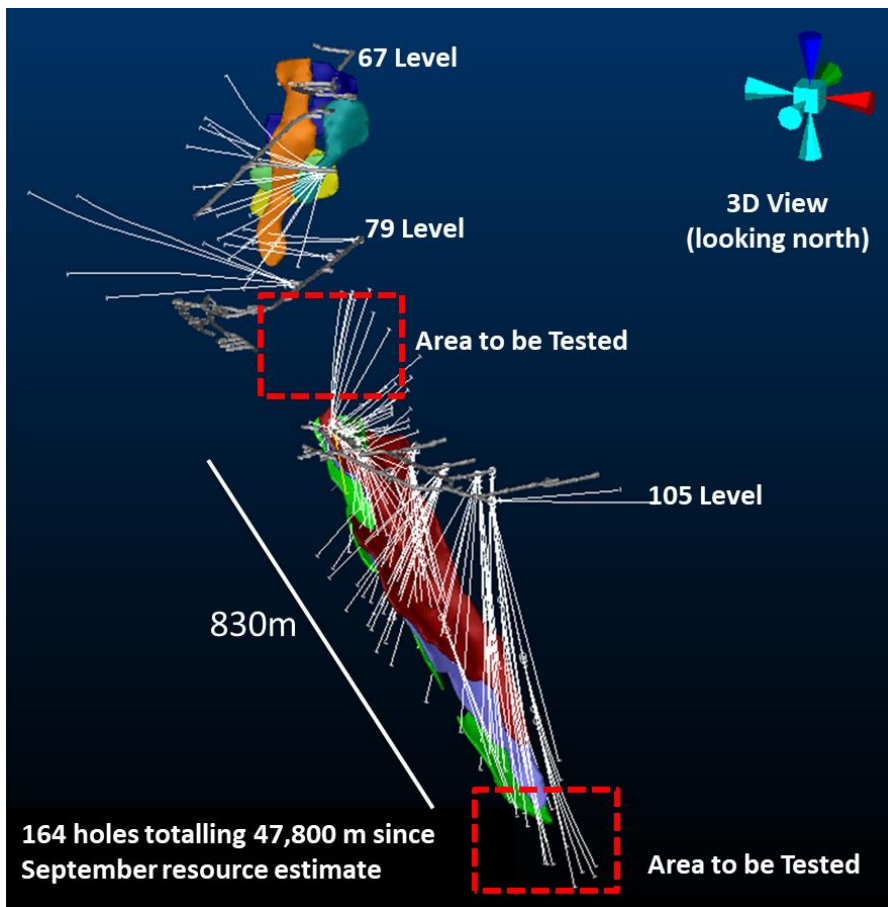 67 Level
3D View
(looking north)
79 Level
Area to be Tested
105 Level
830m
164 holes totalling 47,800 m since
September resource estimate
Area to be Tested